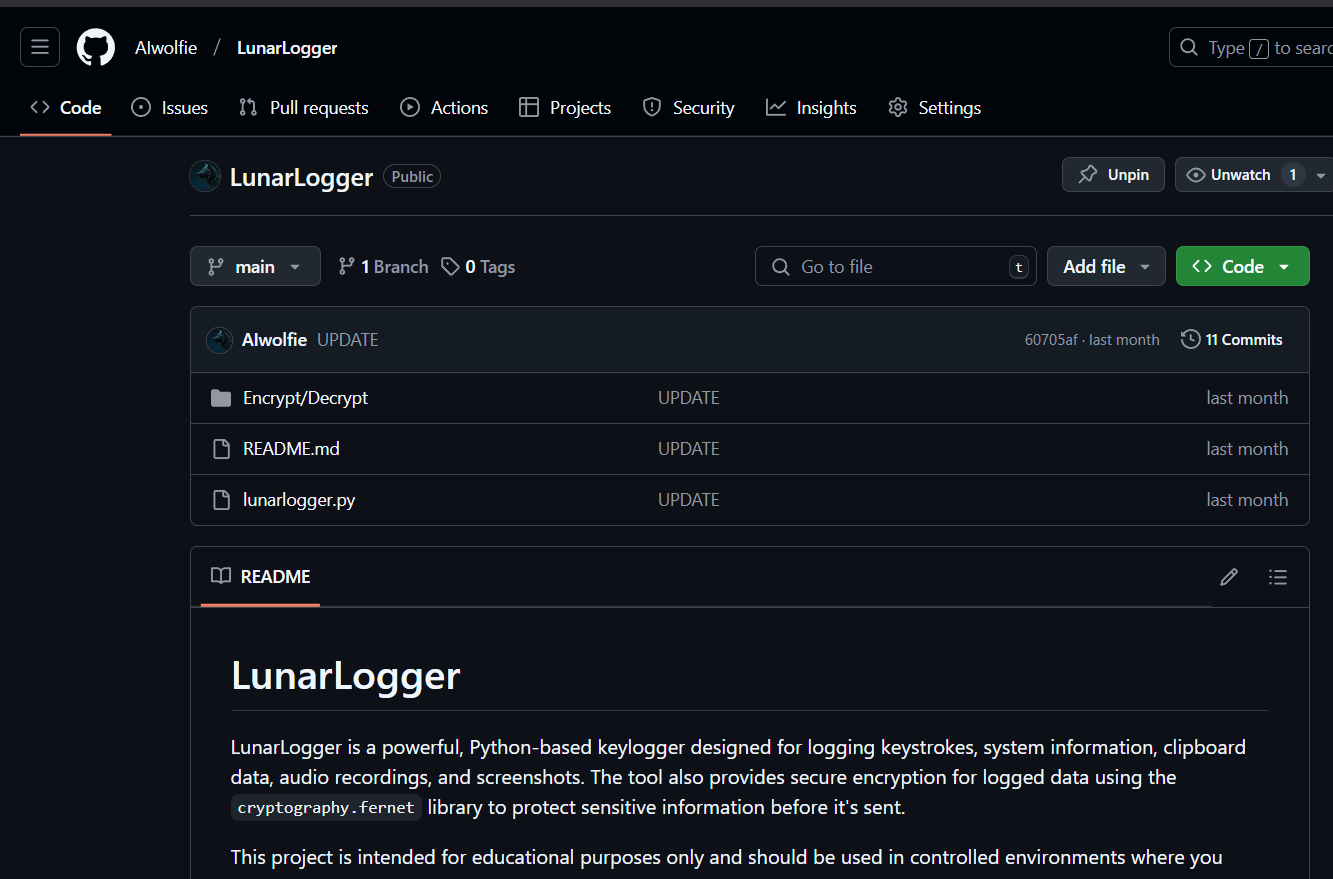 Alwolfie / LunarLogger
Type / to searc
Code Issues Pull requests Actions Projects Security Insights Settings
LunarLogger Public Unpin Unwatch 1
main 1 Branch 0 Tags Go to file t Add file Code
Alwolfie UPDATE 60705af · last month 11 Commits
Encrypt/Decrypt UPDATE last month
README.md UPDATE last month
lunarlogger.py UPDATE last month
README
LunarLogger
LunarLogger is a powerful, Python-based keylogger designed for logging keystrokes, system information, clipboard
data, audio recordings, and screenshots. The tool also provides secure encryption for logged data using the
cryptography.fernet library to protect sensitive information before it's sent.
This project is intended for educational purposes only and should be used in controlled environments where you